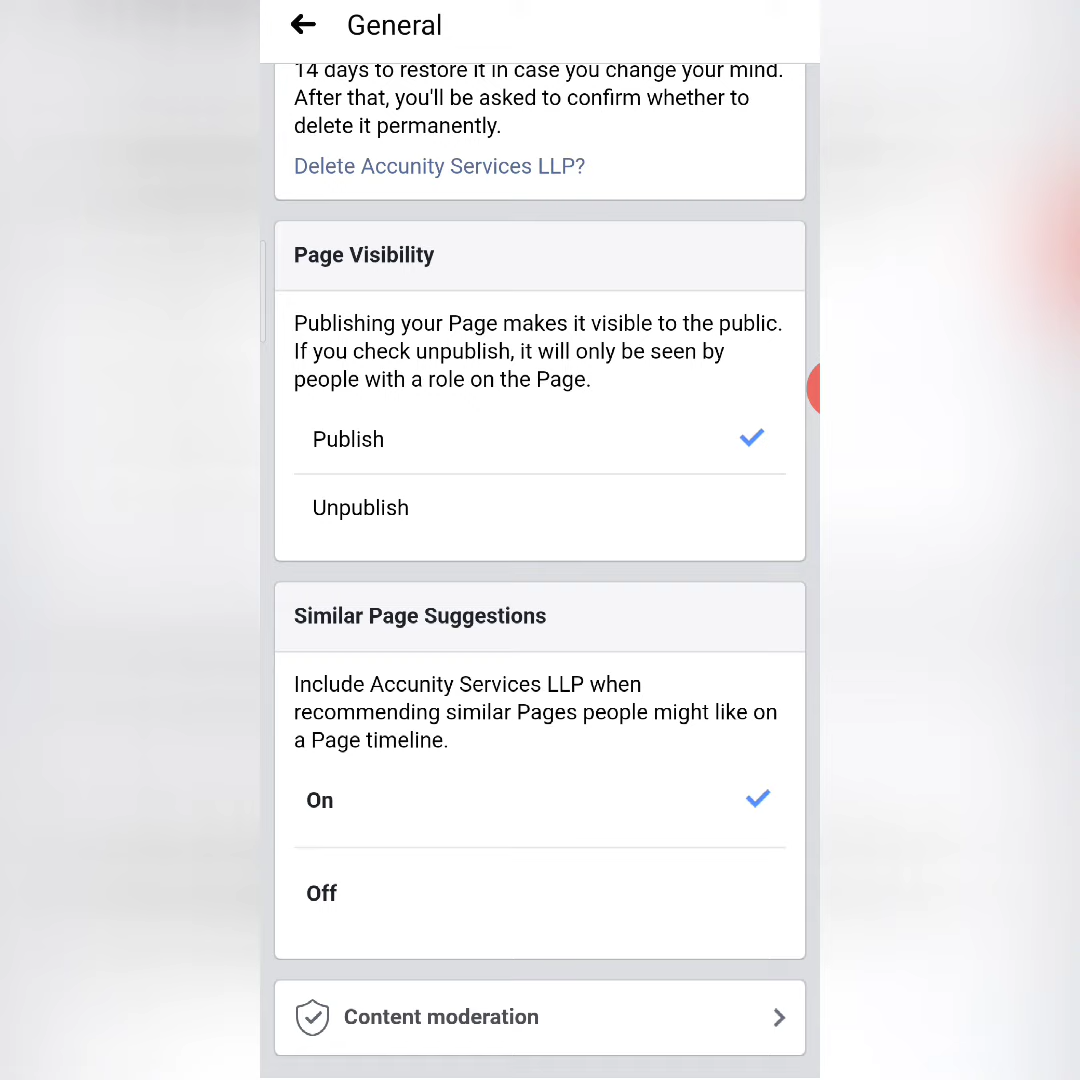 General
14 days to restore it in case you change your mind.
After that, you'll be asked to confirm whether to
delete it permanently.
Delete Accunity Services LLP?
Page Visibility
Publishing your Page makes it visible to the public.
If you check unpublish, it will only be seen by
people with a role on the Page.
Publish
Unpublish
Similar Page Suggestions
Include Accunity Services LLP when
recommending similar Pages people might like on
a Page timeline.
On
Off
Content moderation